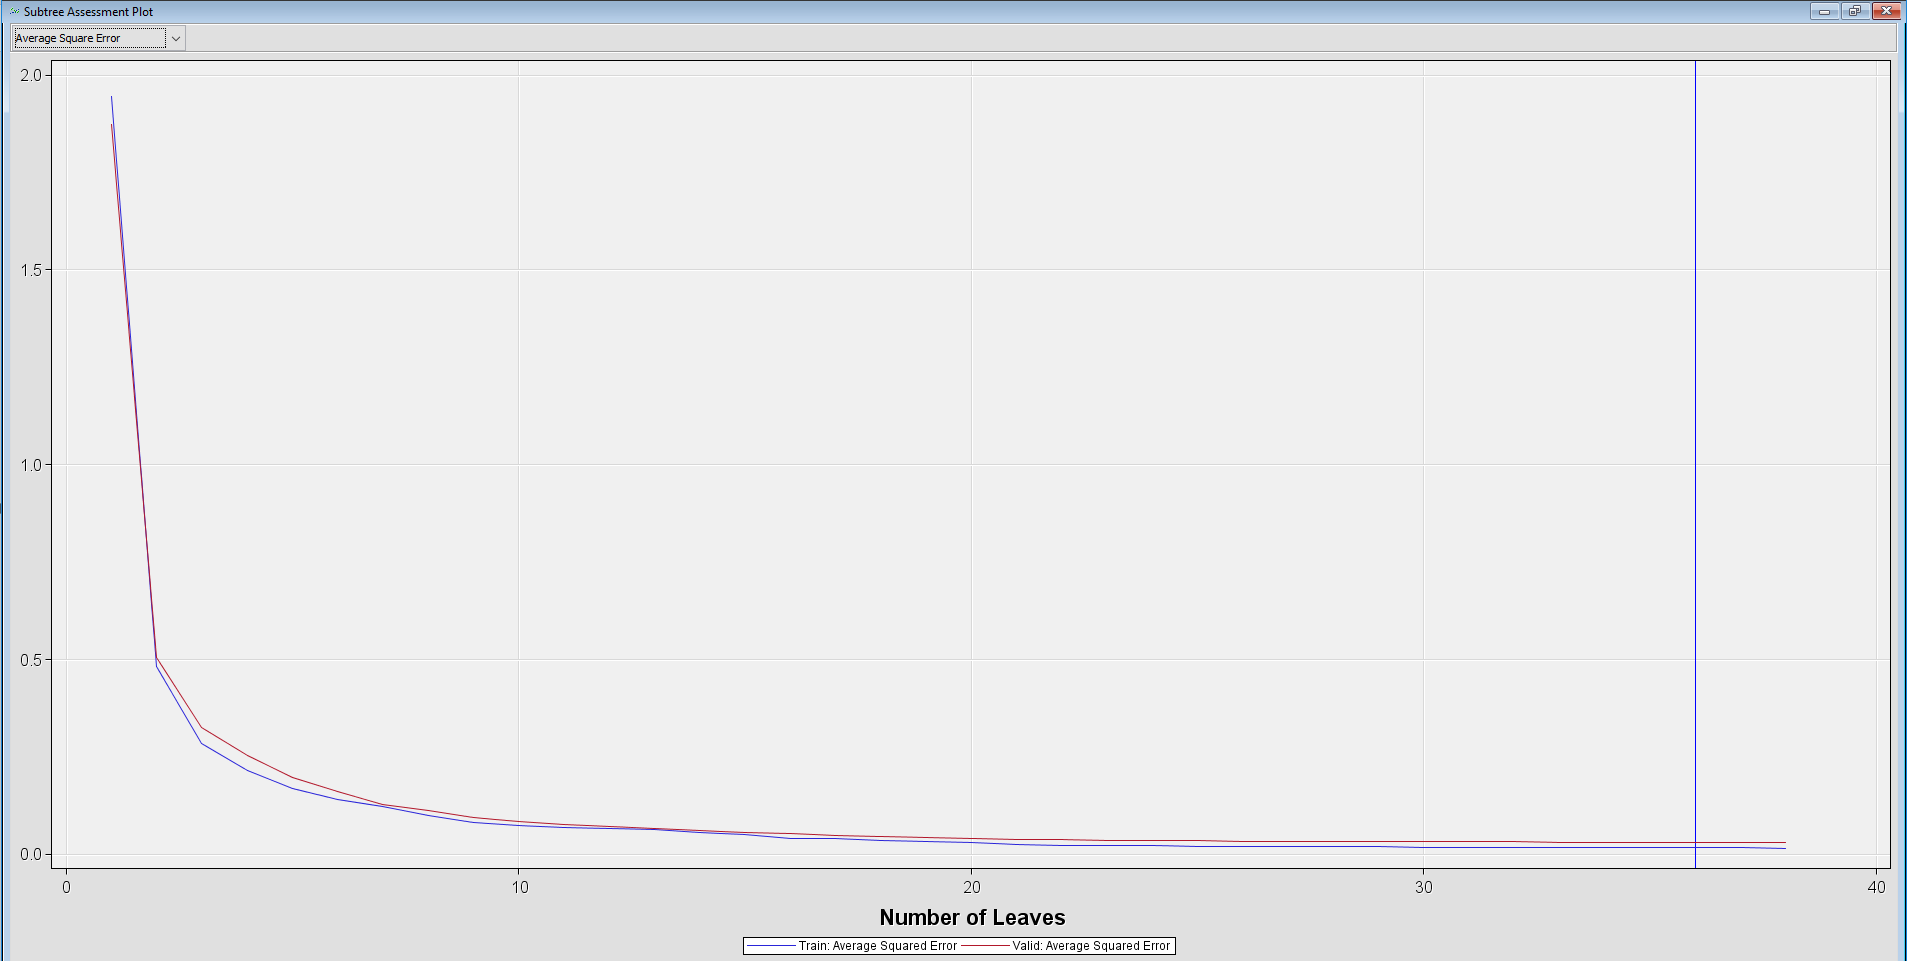 Subtree Assessment Plot
Average Square Error
2.0
1.5
1.0
0.5
0.0
0 10 20 30 40
Number of Leaves
Train: Average Squared Error Valid: Average Squared Error